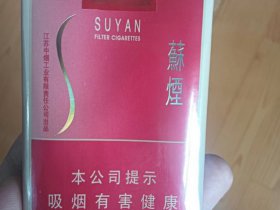 SUYAN
FILTER CIGARETTES
江苏中烟工业有限责任公司出品
蘇煙
本公司提示
吸烟有害健康